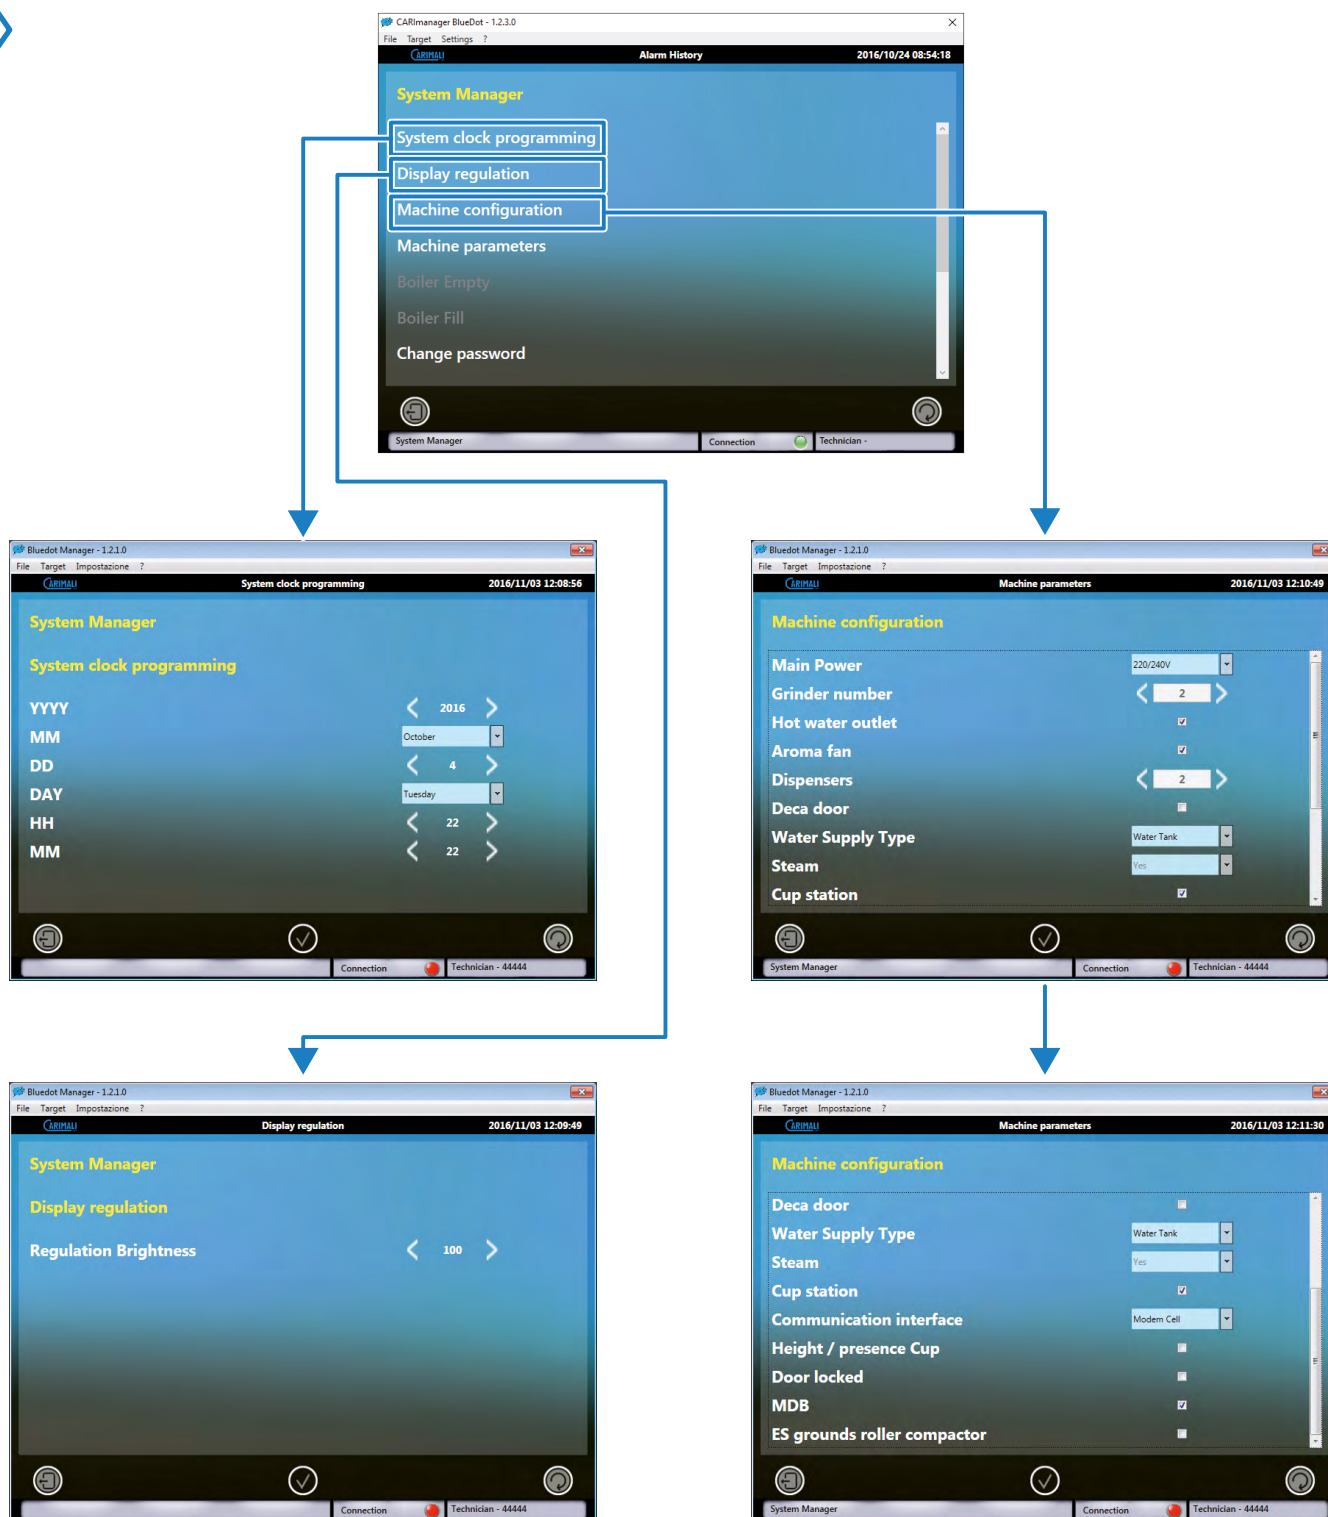 CARImanager BlueDot - 1.2.3.0
File Target Settings ?
CARIMALI Alarm History 2016/10/24 08:54:18
System Manager
System clock programming
Display regulation
Machine configuration
Machine parameters
Boiler Empty
Boiler Fill
Change password
System Manager Connection Technician -
Bluedot Manager - 1.2.1.0
File Target Impostazione ?
CARIMALI System clock programming 2016/11/03 12:08:56
System Manager
System clock programming
YYYY 2016
MM October
DD 4
DAY Tuesday
HH 22
MM 22
Connection Technician - 44444
Bluedot Manager - 1.2.1.0
File Target Impostazione ?
CARIMALI Machine parameters 2016/11/03 12:10:49
Machine configuration
Main Power 220/240V
Grinder number 2
Hot water outlet
Aroma fan
Dispensers 2
Deca door
Water Supply Type Water Tank
Steam Yes
Cup station
System Manager Connection Technician - 44444
Bluedot Manager - 1.2.1.0
File Target Impostazione ?
CARIMALI Display regulation 2016/11/03 12:09:49
System Manager
Display regulation
Regulation Brightness 100
Connection Technician - 44444
Bluedot Manager - 1.2.1.0
File Target Impostazione ?
CARIMALI Machine parameters 2016/11/03 12:11:30
Machine configuration
Deca door
Water Supply Type Water Tank
Steam Yes
Cup station
Communication interface Modem Cell
Height / presence Cup
Door locked
MDB
ES grounds roller compactor
System Manager Connection Technician - 44444